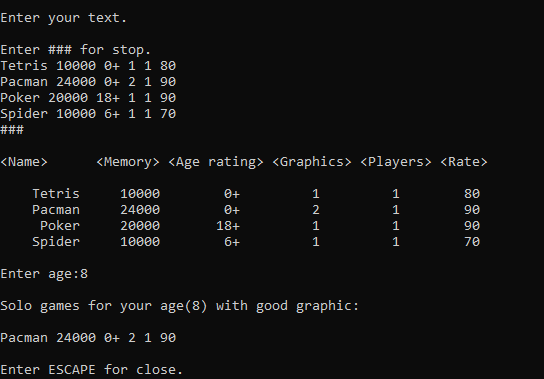 Enter your text.
Enter ### for stop.
Tetris 10000 0+ 1 1 80
Pacman 24000 0+ 2 1 90
Poker 20000 18+ 1 1 90
Spider 10000 6+ 1 1 70
###
<Name> <Memory> <Age rating> <Graphics> <Players> <Rate>
Tetris 10000 0+ 1 1 80
Pacman 24000 0+ 2 1 90
Poker 20000 18+ 1 1 90
Spider 10000 6+ 1 1 70
Enter age:8
Solo games for your age(8) with good graphic:
Pacman 24000 0+ 2 1 90
Enter ESCAPE for close.